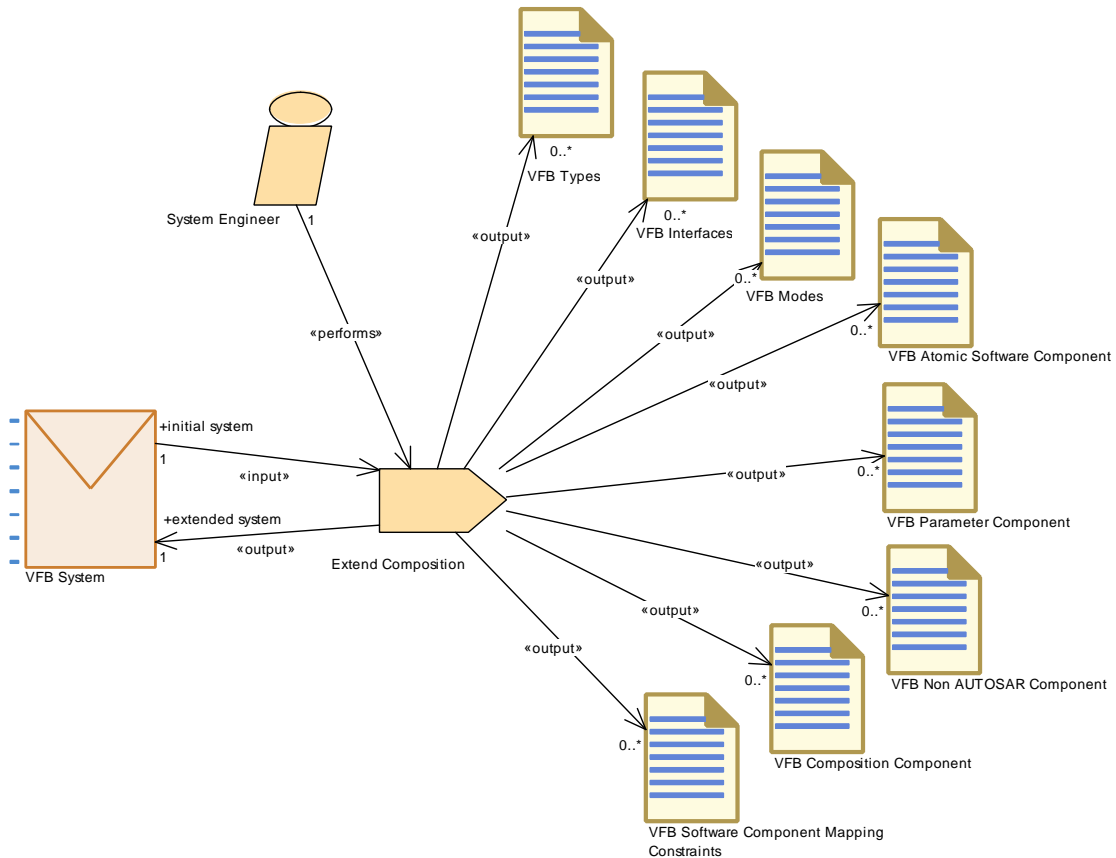 0..*
VFB Types
0..*
VFB Interfaces
System Engineer
1
«output»
«output»
0..*
VFB Modes
«performs»
«output»
0..*
VFB Atomic Software Component
«output»
+initial system
1
«input»
«output»
0..*
VFB Parameter Component
+extended system
«output»
1
VFB System
Extend Composition
«output»
0..*
VFB Non AUTOSAR Component
«output»
0..*
VFB Composition Component
«output»
0..*
VFB Software Component Mapping
Constraints